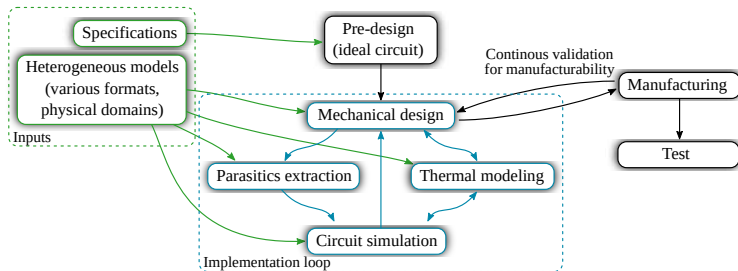 Specifications
Heterogeneous models
(various formats,
physical domains)
Inputs
Pre-design
(ideal circuit)
Continous validation
for manufacturability
Manufacturing
Test
Mechanical design
Parasitics extraction
Thermal modeling
Circuit simulation
Implementation loop